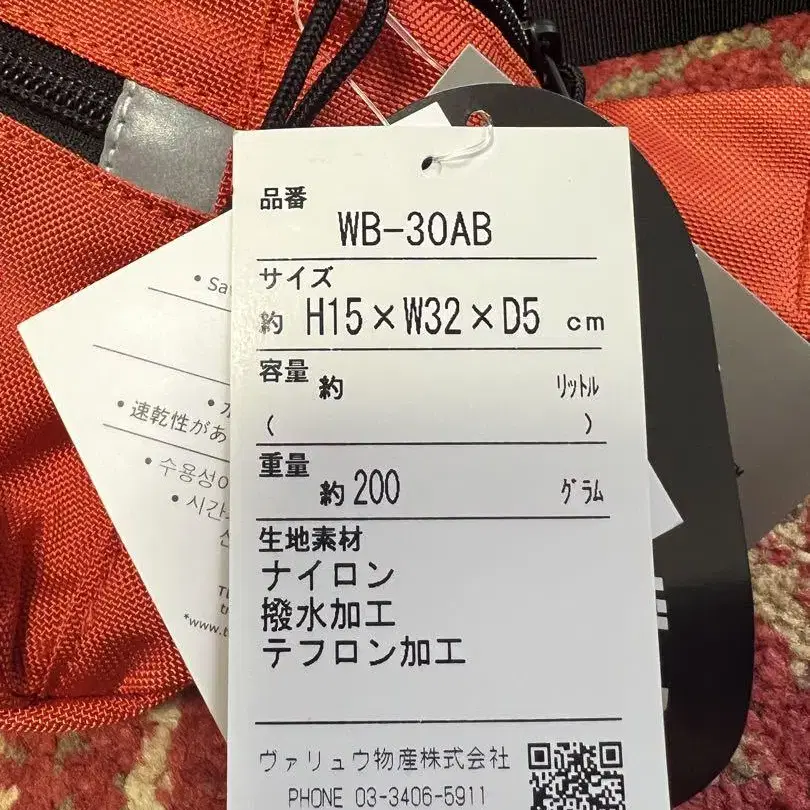 品番
WB-30AB
サイズ
約 H15×W32×D5 cm
容量 約 リットル
( )
重量
約 200 グラム
生地素材
ナイロン
撥水加工
テフロン加工
ヴァリュウ物産株式会社
PHONE 03-3406-5911
• Sa
• 速乾性があ
• 수용성이
• 시간
*www.t